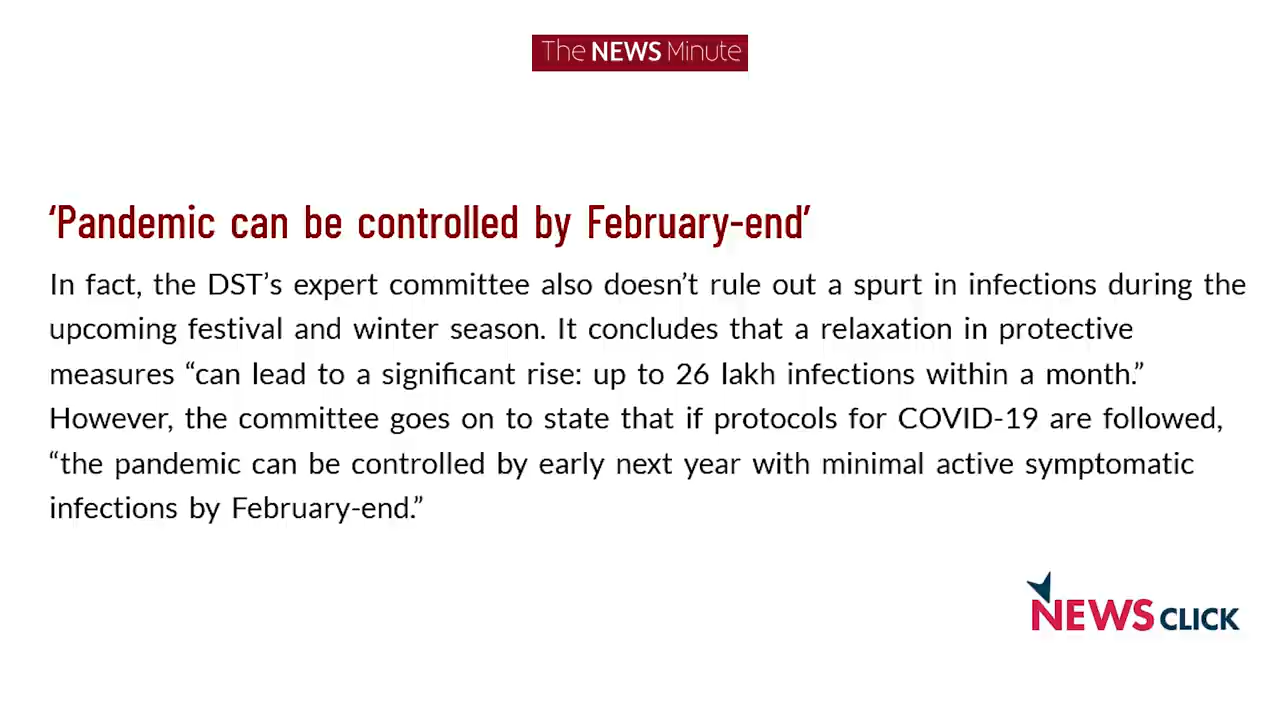 The NEWS Minute
‘Pandemic can be controlled by February-end’
In fact, the DST’s expert committee also doesn’t rule out a spurt in infections during the
upcoming festival and winter season. It concludes that a relaxation in protective
measures “can lead to a significant rise: up to 26 lakh infections within a month.”
However, the committee goes on to state that if protocols for COVID-19 are followed,
“the pandemic can be controlled by early next year with minimal active symptomatic
infections by February-end.”
NEWS CLICK